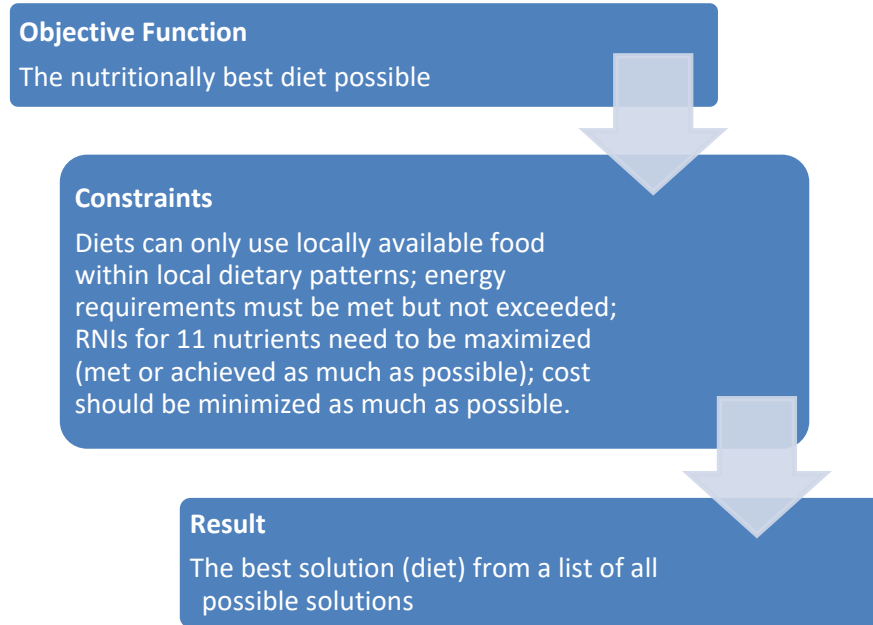 Objective Function
The nutritionally best diet possible
Constraints
Diets can only use locally available food
within local dietary patterns; energy
requirements must be met but not exceeded;
RNIs for 11 nutrients need to be maximized
(met or achieved as much as possible); cost
should be minimized as much as possible.
Result
The best solution (diet) from a list of all
possible solutions